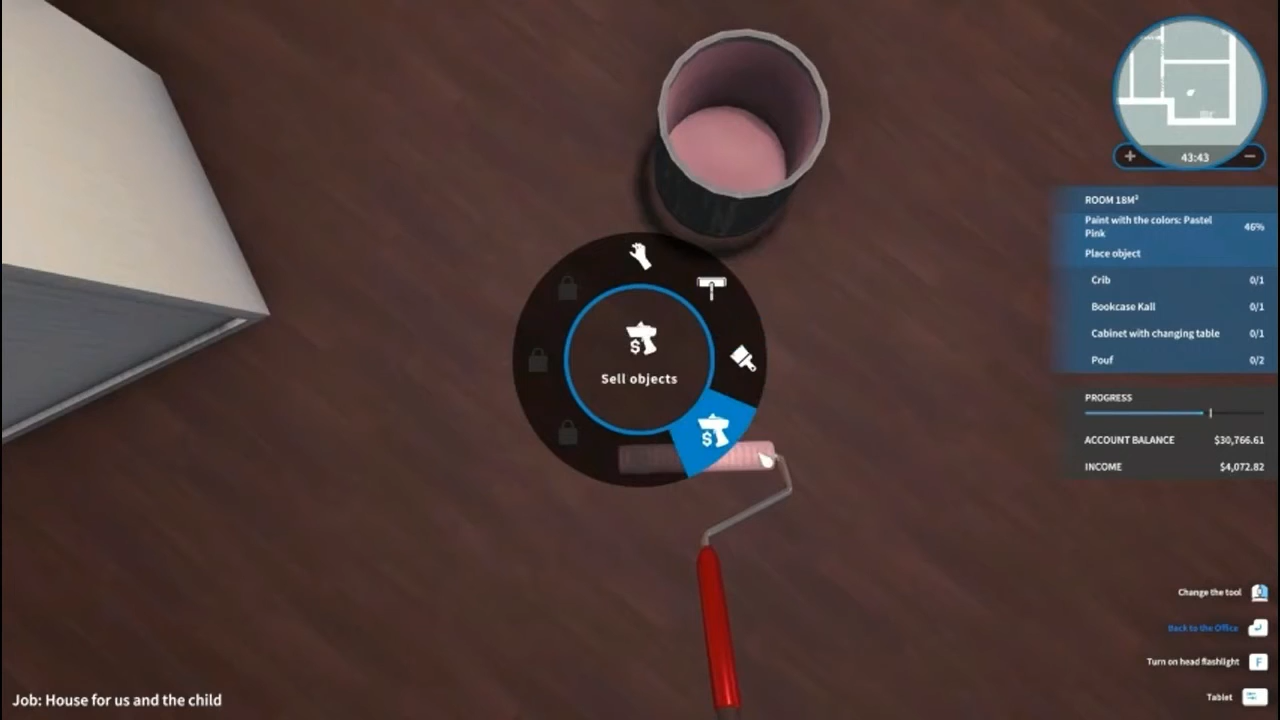 43:43
ROOM 18M²
Paint with the colors: Pastel
Pink
46%
Place object
Crib 0/1
Bookcase Kall 0/1
Cabinet with changing table 0/1
Pouf 0/2
PROGRESS
ACCOUNT BALANCE $30,766.61
INCOME $4,072.82
$
Sell objects
$
Change the tool
Back to the Office
Turn on head flashlight F
Tablet
Job: House for us and the child